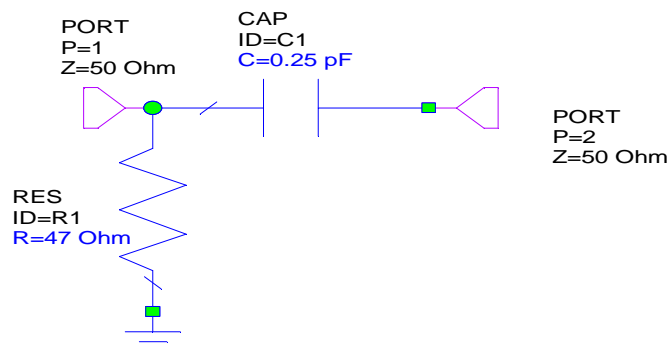 PORT
P=1
Z=50 Ohm
CAP
ID=C1
C=0.25 pF
PORT
P=2
Z=50 Ohm
RES
ID=R1
R=47 Ohm